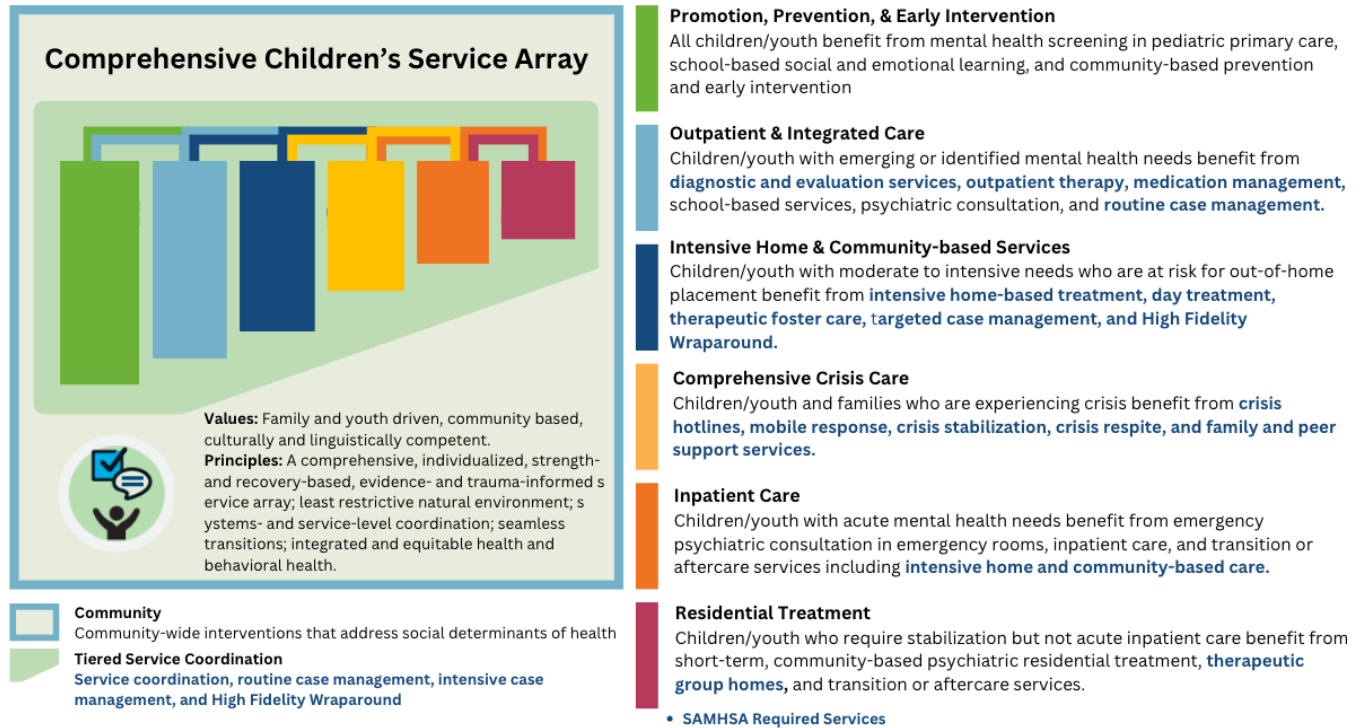 Comprehensive Children's Service Array
Values: Family and youth driven, community based,
culturally and linguistically competent.
Principles: A comprehensive, individualized, strength-
and recovery-based, evidence- and trauma-informed s
ervice array; least restrictive natural environment; s
ystems- and service-level coordination; seamless
transitions; integrated and equitable health and
behavioral health.
Community
Community-wide interventions that address social determinants of health
Tiered Service Coordination
Service coordination, routine case management, intensive case
management, and High Fidelity Wraparound
Promotion, Prevention, & Early Intervention
All children/youth benefit from mental health screening in pediatric primary care,
school-based social and emotional learning, and community-based prevention
and early intervention
Outpatient & Integrated Care
Children/youth with emerging or identified mental health needs benefit from
diagnostic and evaluation services, outpatient therapy, medication management,
school-based services, psychiatric consultation, and routine case management.
Intensive Home & Community-based Services
Children/youth with moderate to intensive needs who are at risk for out-of-home
placement benefit from intensive home-based treatment, day treatment,
therapeutic foster care, targeted case management, and High Fidelity
Wraparound.
Comprehensive Crisis Care
Children/youth and families who are experiencing crisis benefit from crisis
hotlines, mobile response, crisis stabilization, crisis respite, and family and peer
support services.
Inpatient Care
Children/youth with acute mental health needs benefit from emergency
psychiatric consultation in emergency rooms, inpatient care, and transition or
aftercare services including intensive home and community-based care.
Residential Treatment
Children/youth who require stabilization but not acute inpatient care benefit from
short-term, community-based psychiatric residential treatment, therapeutic
group homes, and transition or aftercare services.
• SAMHSA Required Services